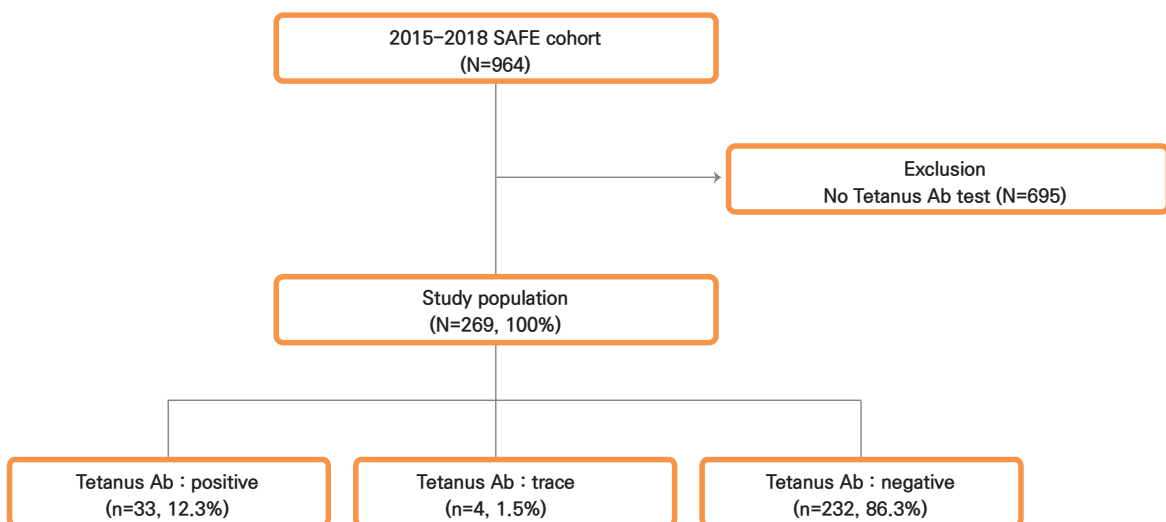 2015-2018 SAFE cohort
(N=964)
Exclusion
No Tetanus Ab test (N=695)
Study population
(N=269, 100%)
Tetanus Ab : positive
(n=33, 12.3%)
Tetanus Ab : trace
(n=4, 1.5%)
Tetanus Ab : negative
(n=232, 86.3%)